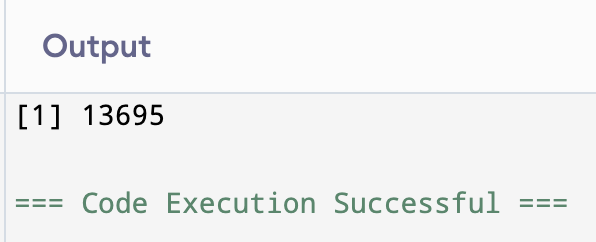 Output
[1] 13695
=== Code Execution Successful ===